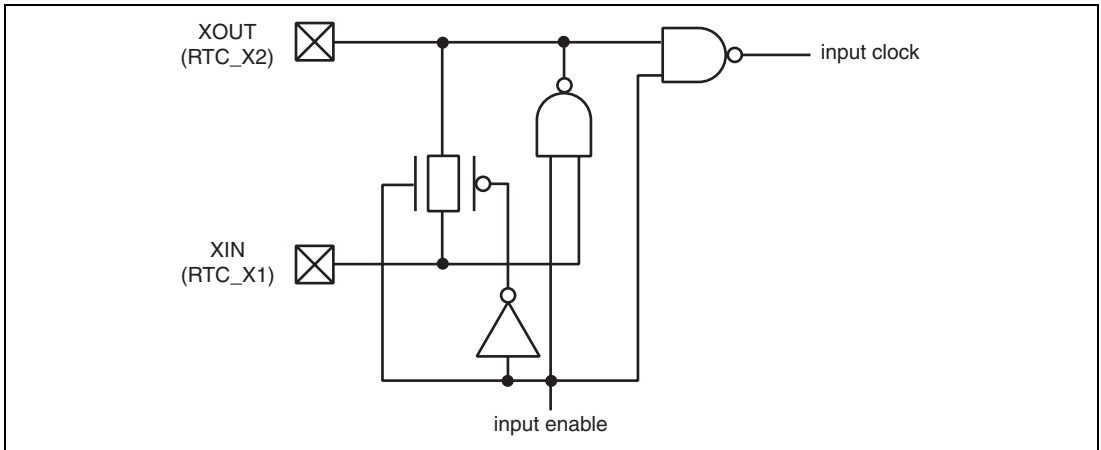 XOUT
(RTC_X2)
input clock
XIN
(RTC_X1)
input enable